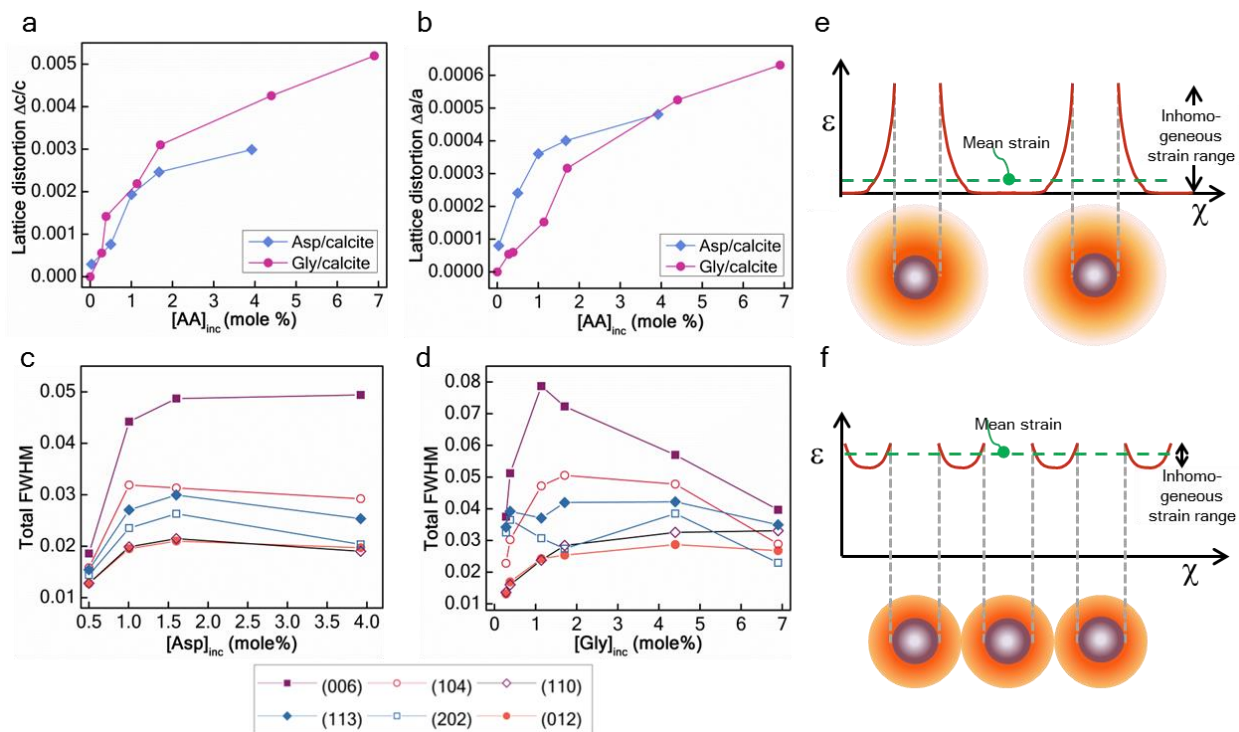 a
Lattice distortion Δc/c
0.005
0.004
0.003
0.002
0.001
0.000
Asp/calcite
Gly/calcite
0 1 2 3 4 5 6 7
[AA]inc (mole %)
b
Lattice distortion Δa/a
0.0006
0.0005
0.0004
0.0003
0.0002
0.0001
0.0000
Asp/calcite
Gly/calcite
0 1 2 3 4 5 6 7
[AA]inc (mole %)
c
Total FWHM
0.05
0.04
0.03
0.02
0.01
0.5 1.0 1.5 2.0 2.5 3.0 3.5 4.0
[Asp]inc (mole%)
d
Total FWHM
0.08
0.07
0.06
0.05
0.04
0.03
0.02
0.01
0 1 2 3 4 5 6 7
[Gly]inc (mole%)
(006) (104) (110)
(113) (202) (012)
e
ε
Mean strain
Inhomo-
geneous
strain range
χ
f
Mean strain
ε
Inhomo-
geneous
strain range
χ